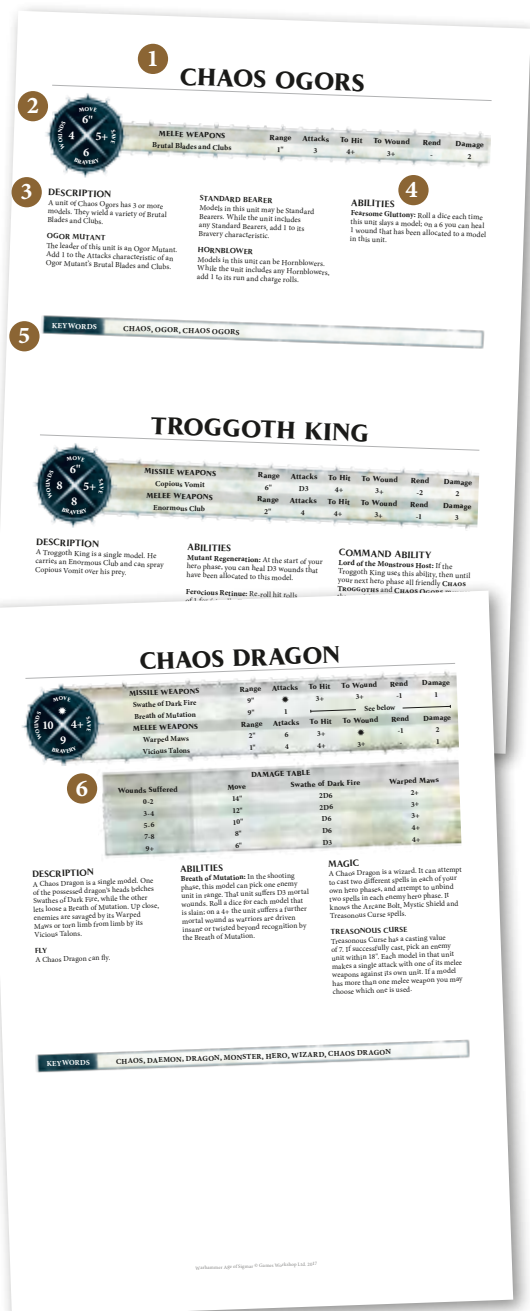 1
CHAOS OGORS
2
MOVE
6"
WOUNDS 4 5+ SAVE
6
BRAVERY
MELEE WEAPONS Range Attacks To Hit To Wound Rend Damage
Brutal Blades and Clubs 1" 3 4+ 3+ - 2
3
DESCRIPTION
A unit of Chaos Ogors has 3 or more
models. They wield a variety of Brutal
Blades and Clubs.
OGOR MUTANT
The leader of this unit is an Ogor Mutant.
Add 1 to the Attacks characteristic of an
Ogor Mutant's Brutal Blades and Clubs.
STANDARD BEARER
Models in this unit may be Standard
Bearers. While the unit includes
any Standard Bearers, add 1 to its
Bravery characteristic.
HORNBLOWER
Models in this unit can be Hornblowers.
While the unit includes any Hornblowers,
add 1 to its run and charge rolls.
4
ABILITIES
Fearsome Gluttony: Roll a dice each time
this unit slays a model; on a 6 you can heal
1 wound that has been allocated to a model
in this unit.
5
KEYWORDS CHAOS, OGOR, CHAOS OGORS
TROGGOTH KING
MOVE
6"
WOUNDS 8 5+ SAVE
8
BRAVERY
MISSILE WEAPONS Range Attacks To Hit To Wound Rend Damage
Copious Vomit 6" D3 4+ 3+ -2 2
MELEE WEAPONS Range Attacks To Hit To Wound Rend Damage
Enormous Club 2" 4 4+ 3+ -1 3
DESCRIPTION
A Troggoth King is a single model. He
carries an Enormous Club and can spray
Copious Vomit over his prey.
ABILITIES
Mutant Regeneration: At the start of your
hero phase, you can heal D3 wounds that
have been allocated to this model.
Ferocious Retinue: Re-roll hit rolls
COMMAND ABILITY
Lord of the Monstrous Host: If the
Troggoth King uses this ability, then until
your next hero phase all friendly CHAOS
TROGGOTHS and CHAOS OGORS
CHAOS DRAGON
MOVE
✹
WOUNDS 10 4+ SAVE
9
BRAVERY
MISSILE WEAPONS Range Attacks To Hit To Wound Rend Damage
Swathe of Dark Fire 9" ✹ 3+ 3+ -1 1
Breath of Mutation 9" 1 See below
MELEE WEAPONS Range Attacks To Hit To Wound Rend Damage
Warped Maws 2" 6 3+ ✹ -1 2
Vicious Talons 1" 4 4+ 3+ - 1
6
DAMAGE TABLE
Wounds Suffered Move Swathe of Dark Fire Warped Maws
0-2 14" 2D6 2+
3-4 12" 2D6 3+
5-6 10" D6 3+
7-8 8" D6 4+
9+ 6" D3 4+
DESCRIPTION
A Chaos Dragon is a single model. One
of the possessed dragon's heads belches
Swathes of Dark Fire, while the other
lets loose a Breath of Mutation. Up close,
enemies are savaged by its Warped
Maws or torn limb from limb by its
Vicious Talons.
FLY
A Chaos Dragon can fly.
ABILITIES
Breath of Mutation: In the shooting
phase, this model can pick one enemy
unit in range. That unit suffers D3 mortal
wounds. Roll a dice for each model that
is slain; on a 4+ the unit suffers a further
mortal wound as warriors are driven
insane or twisted beyond recognition by
the Breath of Mutation.
MAGIC
A Chaos Dragon is a wizard. It can attempt
to cast two different spells in each of your
own hero phases, and attempt to unbind
two spells in each enemy hero phase. It
knows the Arcane Bolt, Mystic Shield and
Treasonous Curse spells.
TREASONOUS CURSE
Treasonous Curse has a casting value
of 7. If successfully cast, pick an enemy
unit within 18". Each model in that unit
makes a single attack with one of its melee
weapons against its own unit. If a model
has more than one melee weapon you may
choose which one is used.
KEYWORDS CHAOS, DAEMON, DRAGON, MONSTER, HERO, WIZARD, CHAOS DRAGON
Warhammer Age of Sigmar © Games Workshop Ltd. 2017